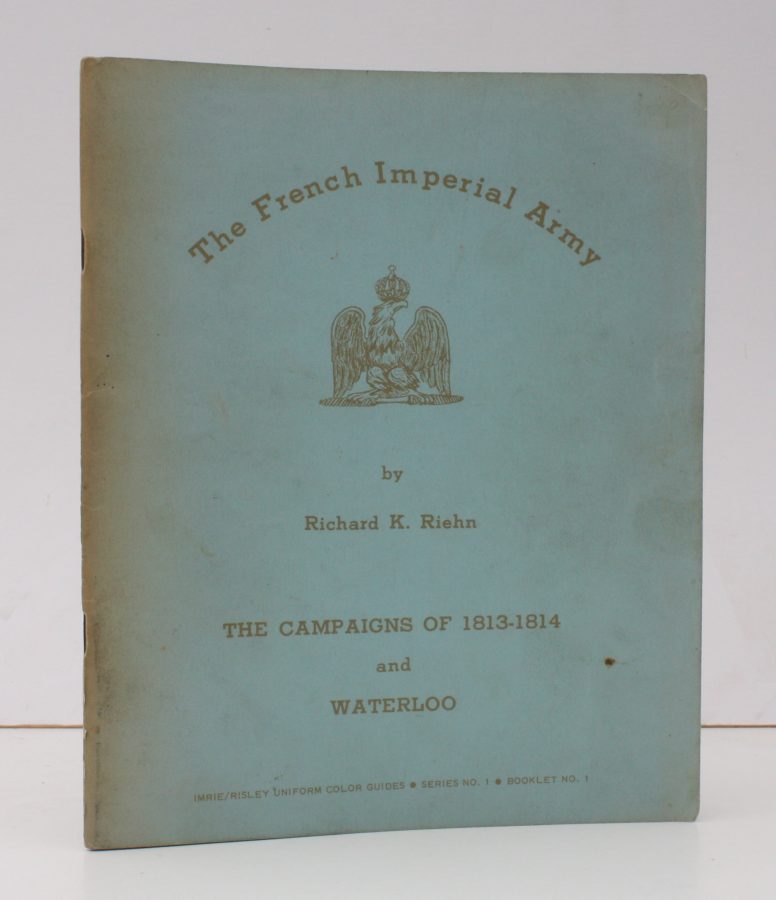 The French Imperial Army
by
Richard K. Riehn
THE CAMPAIGNS OF 1813-1814
and
WATERLOO
IMRIE/RISLEY UNIFORM COLOR GUIDES ● SERIES NO. 1 ● BOOKLET NO. 1